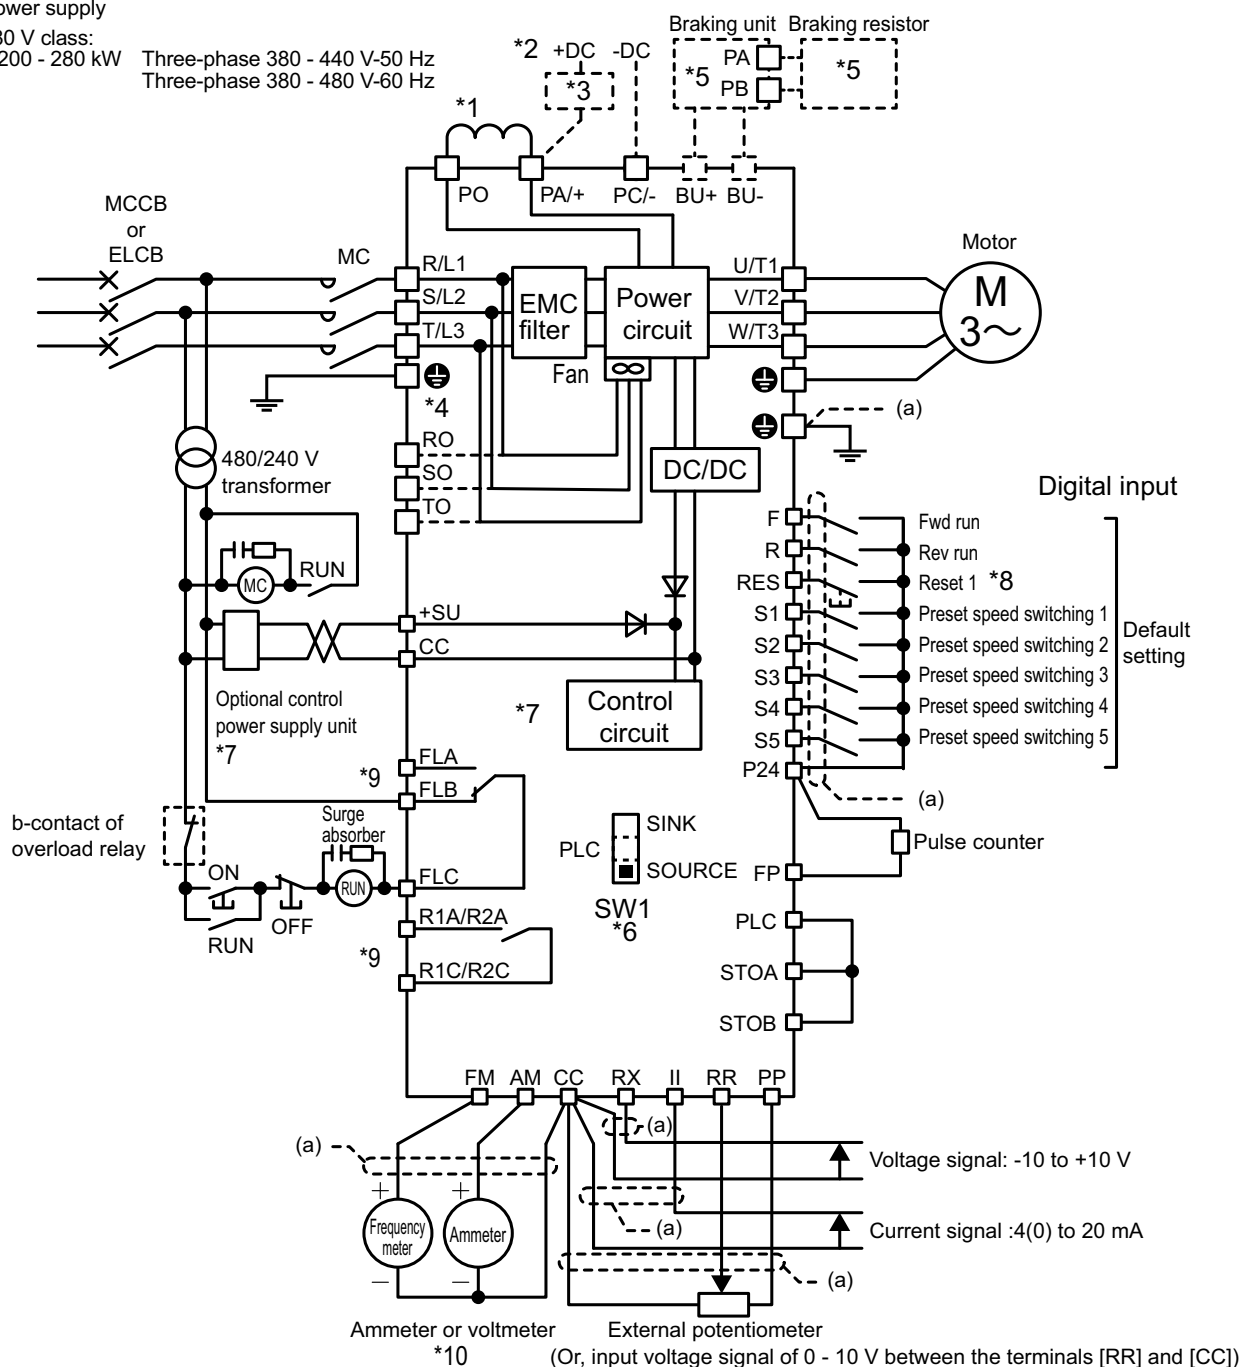 ower supply
30 V class:
200 - 280 kW Three-phase 380 - 440 V-50 Hz
Three-phase 380 - 480 V-60 Hz
*2 +DC -DC
*3
Braking unit
Braking resistor
PA
*5
PB
*5
*1
PO
PA/+
PC/-
BU+
BU-
MCCB
or
ELCB
MC
R/L1
S/L2
T/L3
EMC
filter
Power
circuit
Fan
U/T1
V/T2
W/T3
Motor
M
3～
*4
RO
SO
TO
DC/DC
(a)
480/240 V
transformer
MC
RUN
+SU
CC
Optional control
power supply unit
*7
*7
Control
circuit
Digital input
F
Fwd run
R
Rev run
RES
Reset 1 *8
S1
Preset speed switching 1
S2
Preset speed switching 2
S3
Preset speed switching 3
S4
Preset speed switching 4
S5
Preset speed switching 5
P24
Default
setting
(a)
Pulse counter
FP
*9
FLA
FLB
FLC
b-contact of
overload relay
Surge
absorber
ON
RUN
OFF
RUN
PLC
SINK
SOURCE
SW1
*6
*9
R1A/R2A
R1C/R2C
PLC
STOA
STOB
FM
AM
CC
RX
II
RR
PP
(a)
(a)
Voltage signal: -10 to +10 V
(a)
Current signal :4(0) to 20 mA
(a)
+
Frequency
meter
−
+
Ammeter
−
Ammeter or voltmeter
*10
External potentiometer
(Or, input voltage signal of 0 - 10 V between the terminals [RR] and [CC])